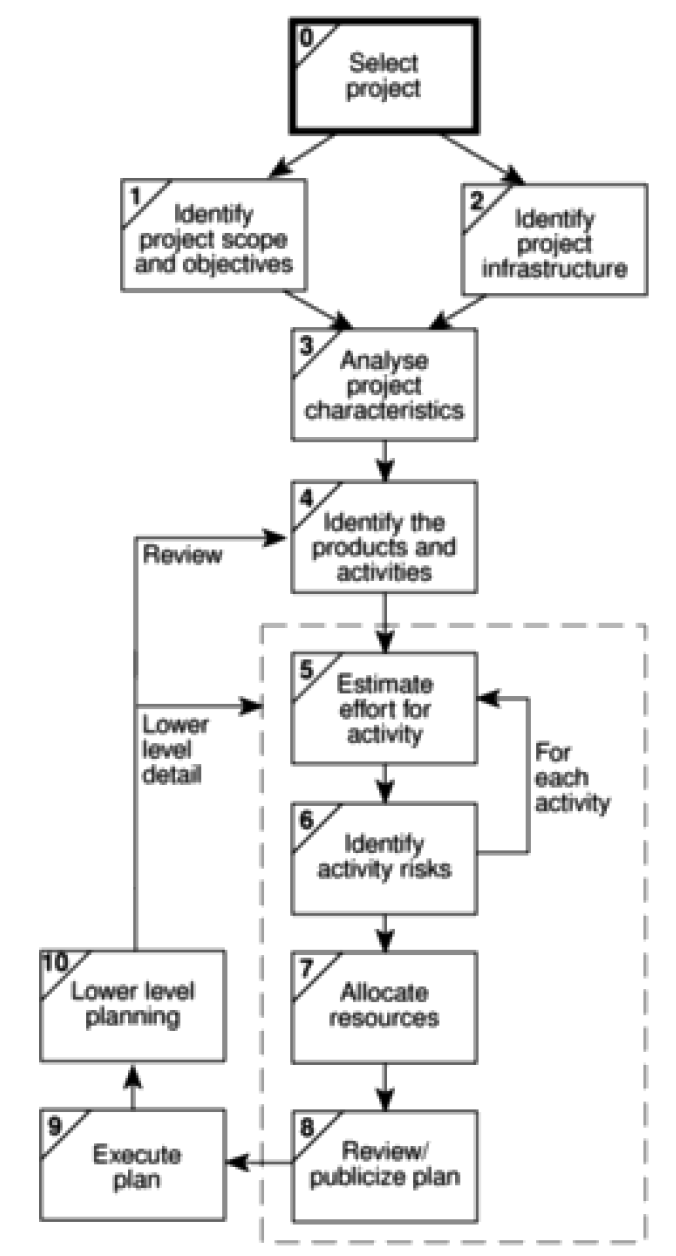 0
Select
project
1
Identify
project scope
and objectives
2
Identify
project
infrastructure
3
Analyse
project
characteristics
4
Identify the
products and
activities
Review
5
Estimate
effort for
activity
Lower
level
detail
For
each
activity
6
Identify
activity risks
7
Allocate
resources
10
Lower level
planning
8
Review/
publicize plan
9
Execute
plan